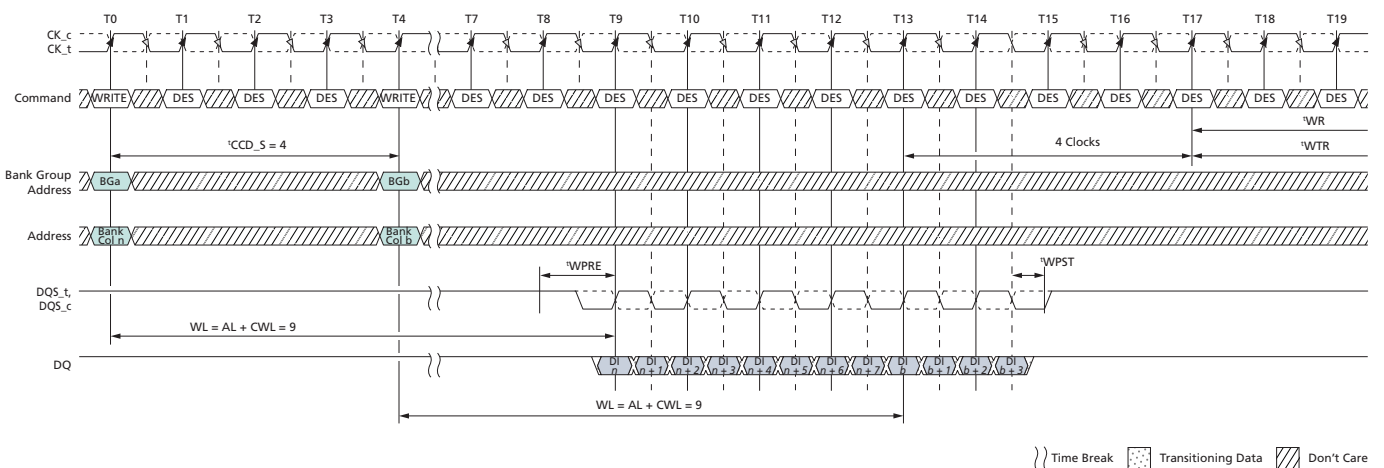 T0 T1 T2 T3 T4 T7 T8 T9 T10 T11 T12 T13 T14 T15 T16 T17 T18 T19
CK_c
CK_t
Command WRITE DES DES DES WRITE DES DES DES DES DES DES DES DES DES DES DES DES DES
tWR
tCCD_S = 4 4 Clocks tWTR
Bank Group
Address BGa BGb
Address Bank
Col n Bank
Col b
tWPRE tWPST
DQS_t,
DQS_c
WL = AL + CWL = 9
DQ DI
n DI
n + 1 DI
n + 2 DI
n + 3 DI
n + 4 DI
n + 5 DI
n + 6 DI
n + 7 DI
b DI
b + 1 DI
b + 2 DI
b + 3
WL = AL + CWL = 9
Time Break Transitioning Data Don't Care